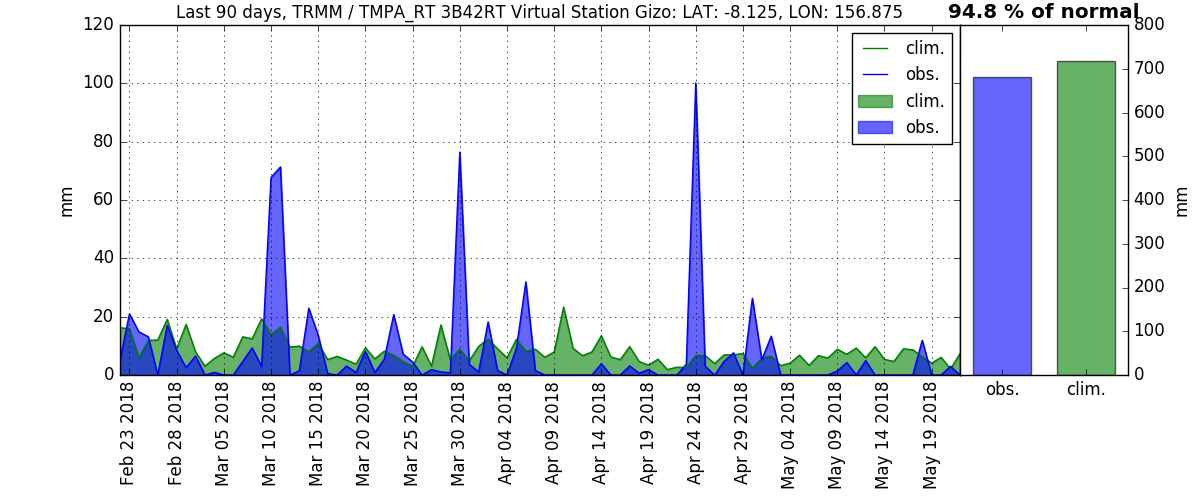 Last 90 days, TRMM / TMPA_RT 3B42RT Virtual Station Gizo: LAT: -8.125, LON: 156.875
94.8 % of normal
mm
120
100
80
60
40
20
0
clim.
obs.
clim.
obs.
Feb 23 2018
Feb 28 2018
Mar 05 2018
Mar 10 2018
Mar 15 2018
Mar 20 2018
Mar 25 2018
Mar 30 2018
Apr 04 2018
Apr 09 2018
Apr 14 2018
Apr 19 2018
Apr 24 2018
Apr 29 2018
May 04 2018
May 09 2018
May 14 2018
May 19 2018
800
700
600
500
400
300
200
100
0
mm
obs.
clim.